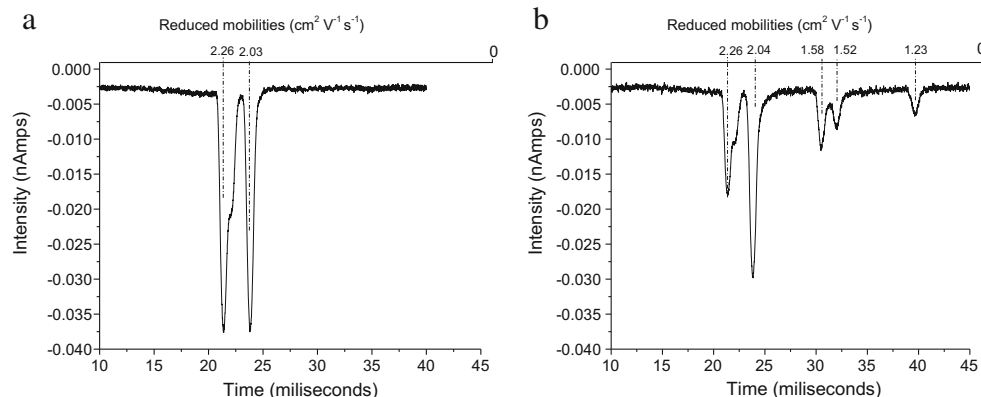 a
Reduced mobilities (cm² V⁻¹ s⁻¹)
2.26 2.03 0
0.000
-0.005
-0.010
-0.015
-0.020
-0.025
-0.030
-0.035
-0.040
Intensity (nAmps)
10 15 20 25 30 35 40 45
Time (miliseconds)
b
Reduced mobilities (cm² V⁻¹ s⁻¹)
2.26 2.04 1.58 1.52 1.23 0
0.000
-0.005
-0.010
-0.015
-0.020
-0.025
-0.030
-0.035
-0.040
Intensity (nAmps)
10 15 20 25 30 35 40 45
Time (miliseconds)